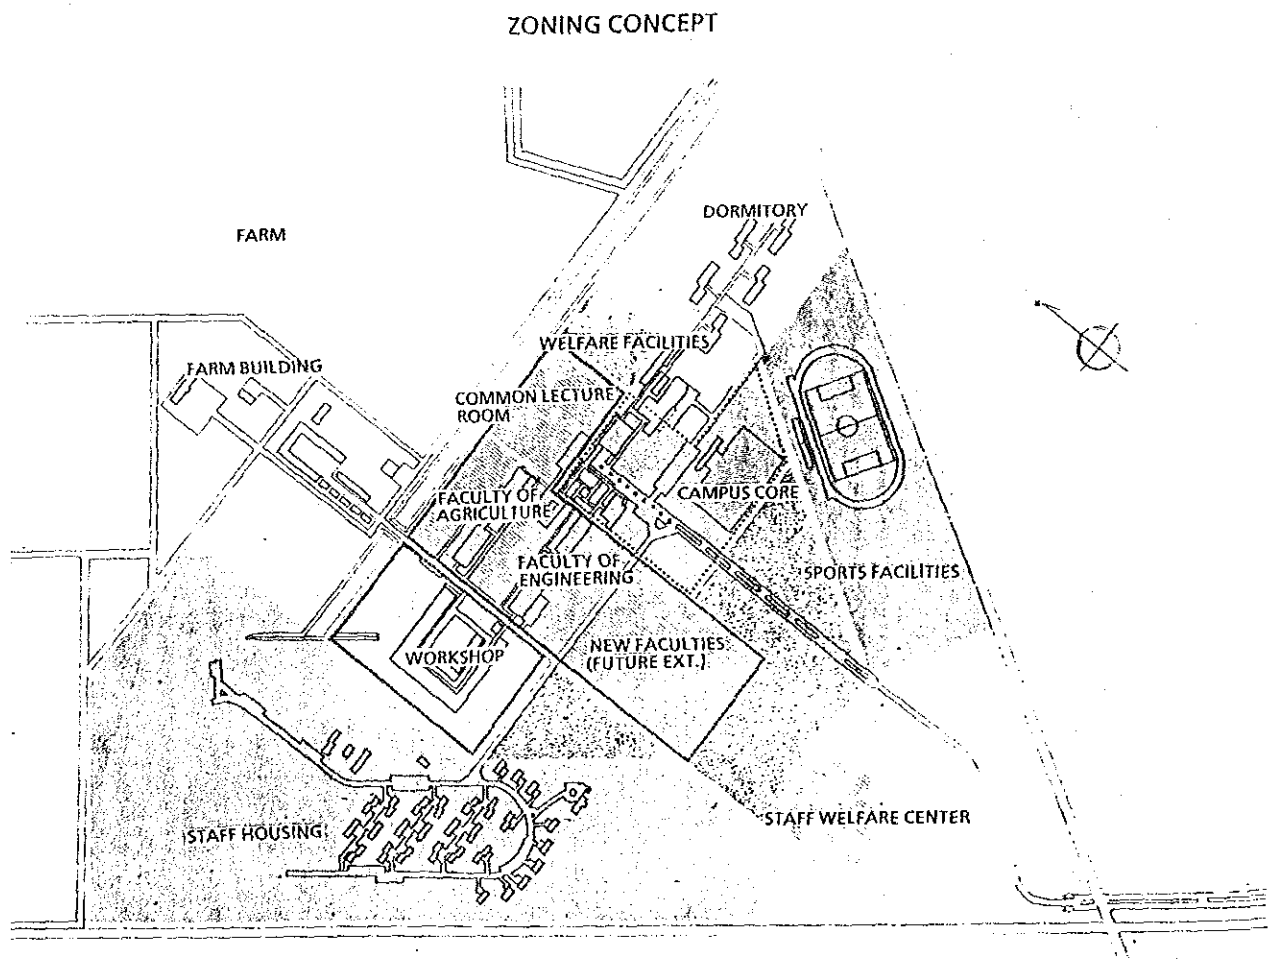 ZONING CONCEPT
DORMITORY
FARM
WELFARE FACILITIES
FARM BUILDING
COMMON LECTURE
ROOM
CAMPUS CORE
FACULTY OF
AGRICULTURE
FACULTY OF
ENGINEERING
SPORTS FACILITIES
NEW FACULTIES
(FUTURE EXT.)
WORKSHOP
STAFF WELFARE CENTER
STAFF HOUSING